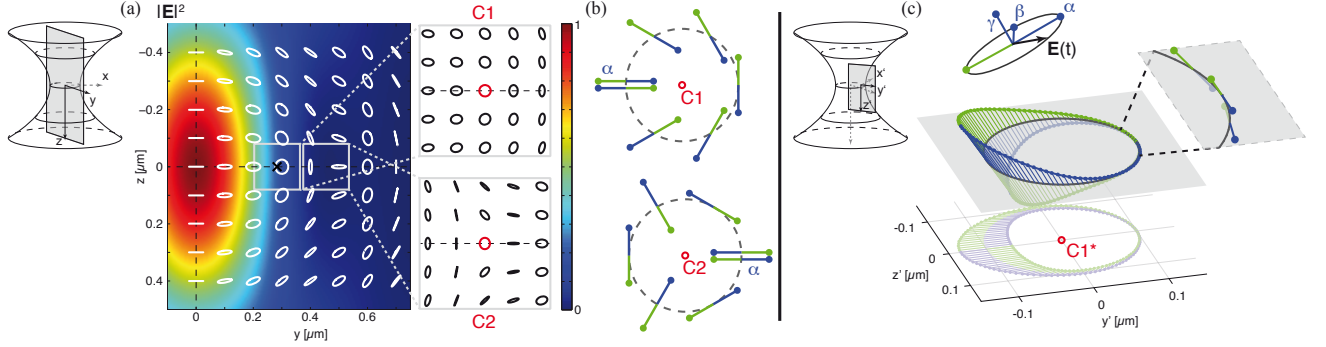 (a)
|E|²
x
y
z
z [µm]
-0.4
-0.2
0
0.2
0.4
0
0.2
0.4
0.6
y [µm]
C1
C2
1
0
(b)
α
C1
C2
α
x'
y'
z'
(c)
γ
β
α
E(t)
C1*
-0.1
0
0.1
z' [µm]
-0.1
0
0.1
y' [µm]